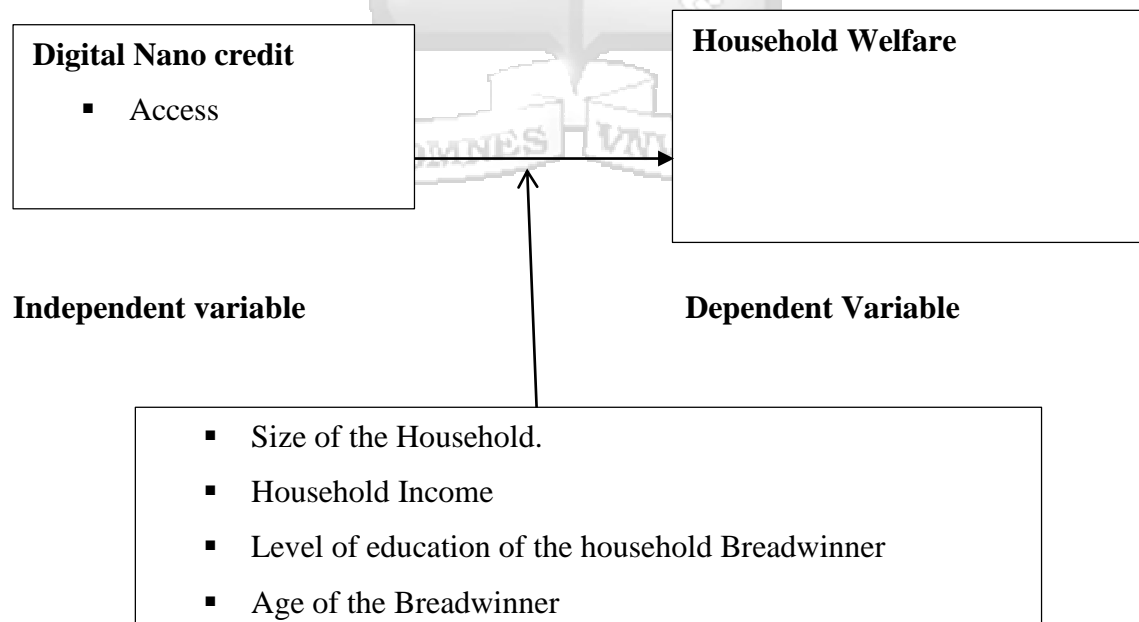 Digital Nano credit
▪ Access
Household Welfare
OMNES
Independent variable
Dependent Variable
▪ Size of the Household.
▪ Household Income
▪ Level of education of the household Breadwinner
▪ Age of the Breadwinner